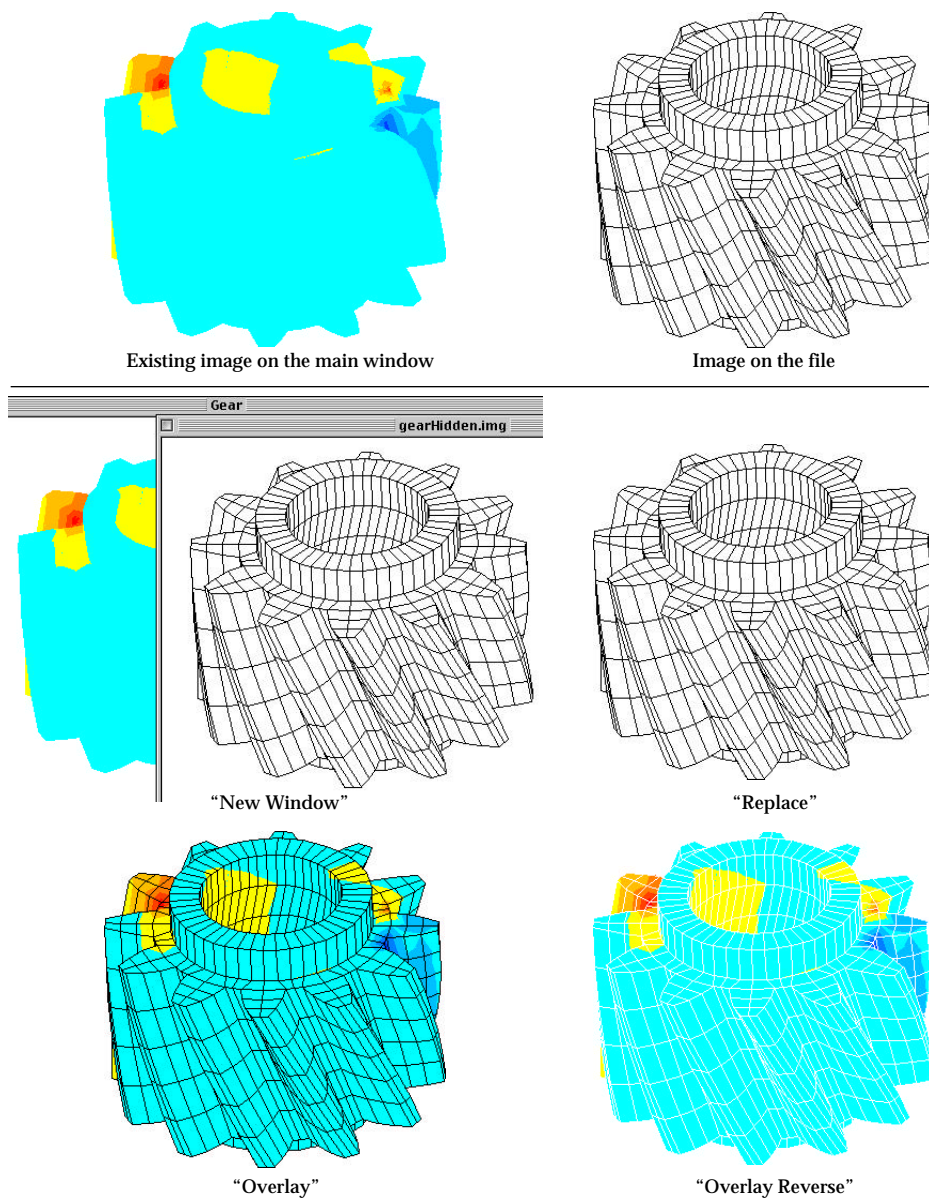 Existing image on the main window
Image on the file
Gear
gearHidden.img
“New Window”
“Replace”
“Overlay”
“Overlay Reverse”